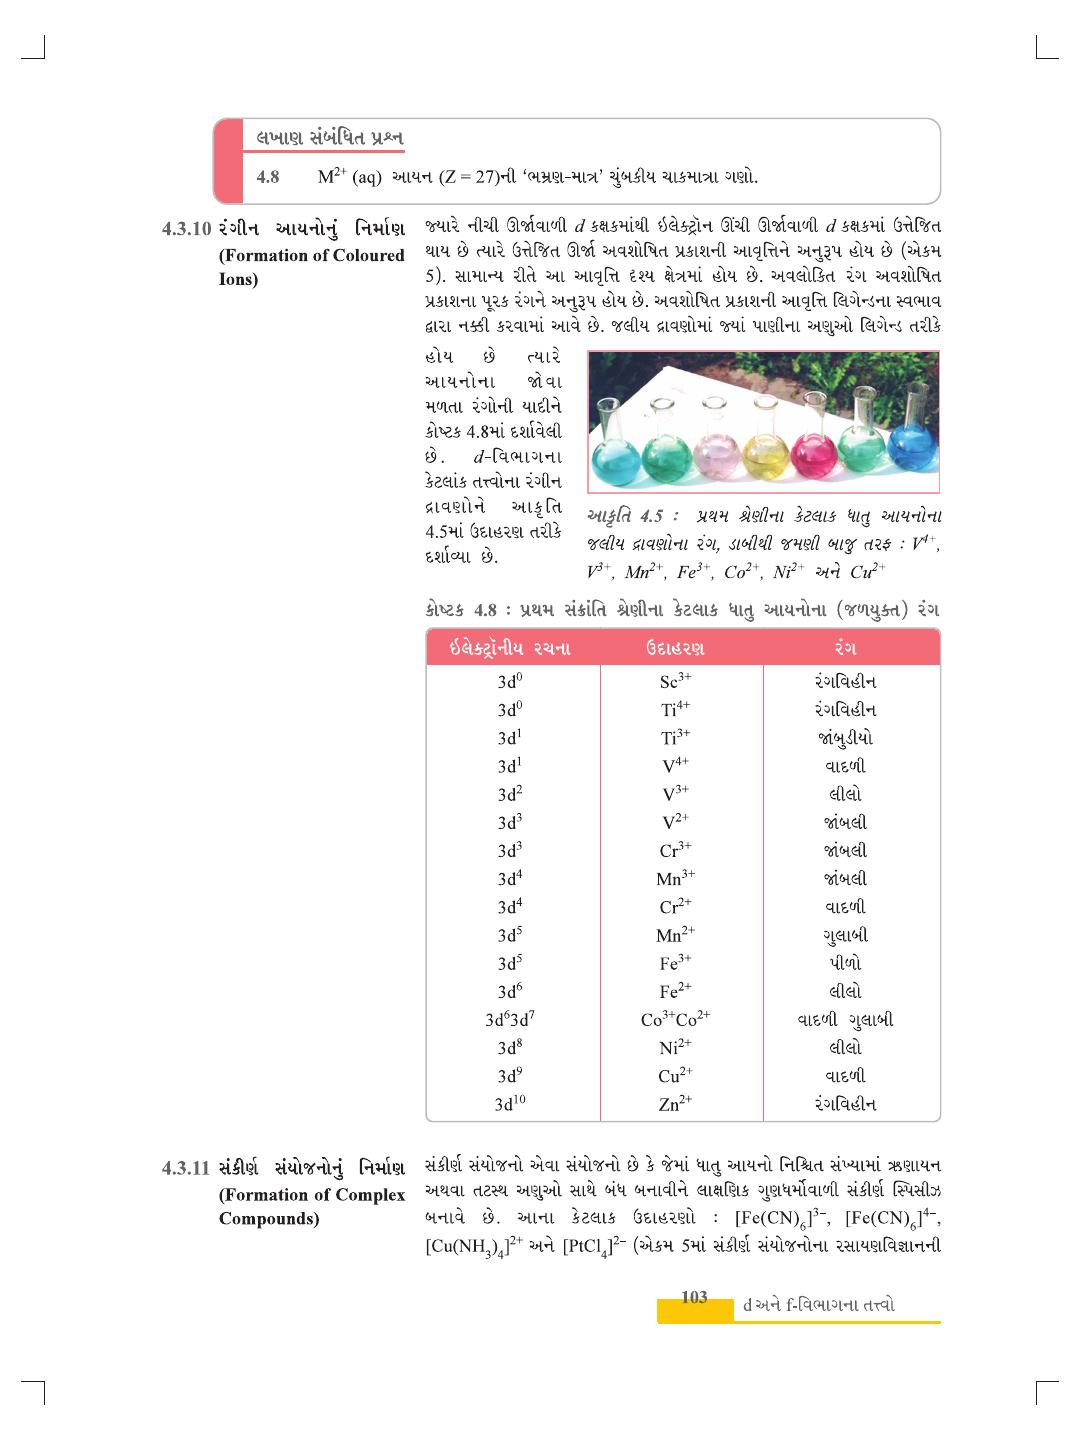 લખાણ સંબંધિત પ્રશ્ન
4.8 M²⁺ (aq) આયન (Z = 27)ની ‘ભમ્રણ-માત્ર’ ચુંબકીય ચાકમાત્રા ગણો.
4.3.10 રંગીન આયનોનું નિર્માણ
(Formation of Coloured
Ions)
જ્યારે નીચી ઊર્જાવાળી d કક્ષકમાંથી ઇલેક્ટ્રૉન ઊંચી ઊર્જાવાળી d કક્ષકમાં ઉત્તેજિત
થાય છે ત્યારે ઉત્તેજિત ઊર્જા અવશોષિત પ્રકાશની આવૃત્તિને અનુરૂપ હોય છે (એકમ
5). સામાન્ય રીતે આ આવૃત્તિ દૃશ્ય ક્ષેત્રમાં હોય છે. અવલોકિત રંગ અવશોષિત
પ્રકાશના પૂરક રંગને અનુરૂપ હોય છે. અવશોષિત પ્રકાશની આવૃત્તિ લિગેન્ડના સ્વભાવ
દ્વારા નક્કી કરવામાં આવે છે. જલીય દ્રાવણોમાં જ્યાં પાણીના અણુઓ લિગેન્ડ તરીકે
હોય છે ત્યારે
આયનોના જોવા
મળતા રંગોની યાદીને
કોષ્ટક 4.8માં દર્શાવેલી
છે. d-વિભાગના
કેટલાંક તત્ત્વોના રંગીન
દ્રાવણોને આકૃતિ
4.5માં ઉદાહરણ તરીકે
દર્શાવ્યા છે.
આકૃતિ 4.5 : પ્રથમ શ્રેણીના કેટલાક ધાતુ આયનોના
જલીય દ્રાવણોના રંગ, ડાબીથી જમણી બાજુ તરફ : V⁴⁺,
V³⁺, Mn²⁺, Fe³⁺, Co²⁺, Ni²⁺ અને Cu²⁺
કોષ્ટક 4.8 : પ્રથમ સંક્રાંતિ શ્રેણીના કેટલાક ધાતુ આયનોના (જળયુક્ત) રંગ
ઇલેક્ટ્રૉનીય રચના ઉદાહરણ રંગ
3d⁰ Sc³⁺ રંગવિહીન
3d⁰ Ti⁴⁺ રંગવિહીન
3d¹ Ti³⁺ જાંબુડીયો
3d¹ V⁴⁺ વાદળી
3d² V³⁺ લીલો
3d³ V²⁺ જાંબલી
3d³ Cr³⁺ જાંબલી
3d⁴ Mn³⁺ જાંબલી
3d⁴ Cr²⁺ વાદળી
3d⁵ Mn²⁺ ગુલાબી
3d⁵ Fe³⁺ પીળો
3d⁶ Fe²⁺ લીલો
3d⁶3d⁷ Co³⁺Co²⁺ વાદળી ગુલાબી
3d⁸ Ni²⁺ લીલો
3d⁹ Cu²⁺ વાદળી
3d¹⁰ Zn²⁺ રંગવિહીન
4.3.11 સંકીર્ણ સંયોજનોનું નિર્માણ
(Formation of Complex
Compounds)
સંકીર્ણ સંયોજનો એવા સંયોજનો છે કે જેમાં ધાતુ આયનો નિશ્ચિત સંખ્યામાં ઋણાયન
અથવા તટસ્થ અણુઓ સાથે બંધ બનાવીને લાક્ષણિક ગુણધર્મોવાળી સંકીર્ણ સ્પિસીઝ
બનાવે છે. આના કેટલાક ઉદાહરણો : [Fe(CN)₆]³⁻, [Fe(CN)₆]⁴⁻,
[Cu(NH₃)₄]²⁺ અને [PtCl₄]²⁻ (એકમ 5માં સંકીર્ણ સંયોજનોના રસાયણવિજ્ઞાનની
103 d અને f-વિભાગના તત્ત્વો